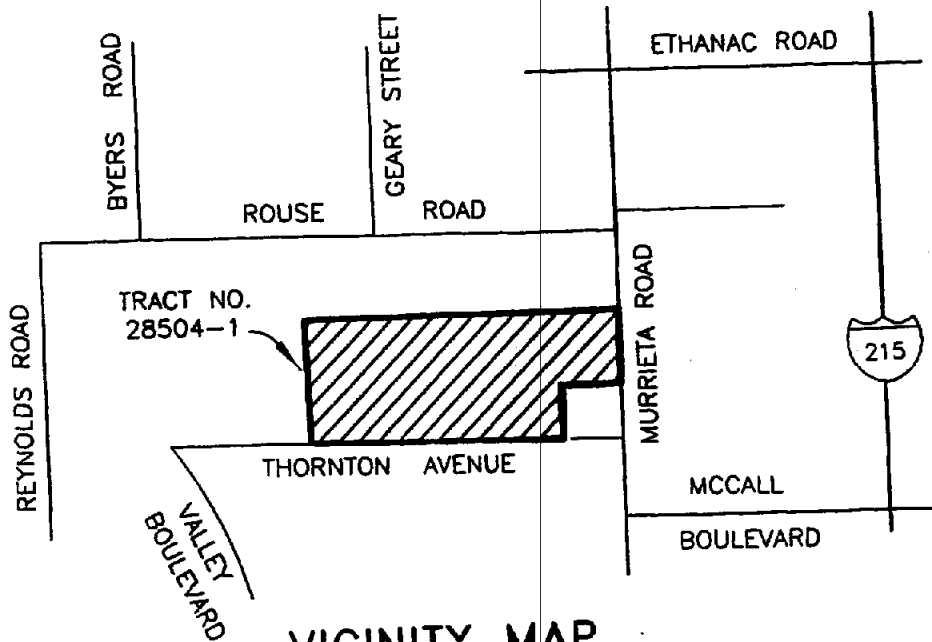 ETHANAC ROAD
BYERS ROAD
GEARY STREET
ROUSE ROAD
TRACT NO.
28504-1
REYNOLDS ROAD
MURRIETA ROAD
215
THORNTON AVENUE
MCCALL
BOULEVARD
VALLEY
BOULEVARD
VICINITY MAP